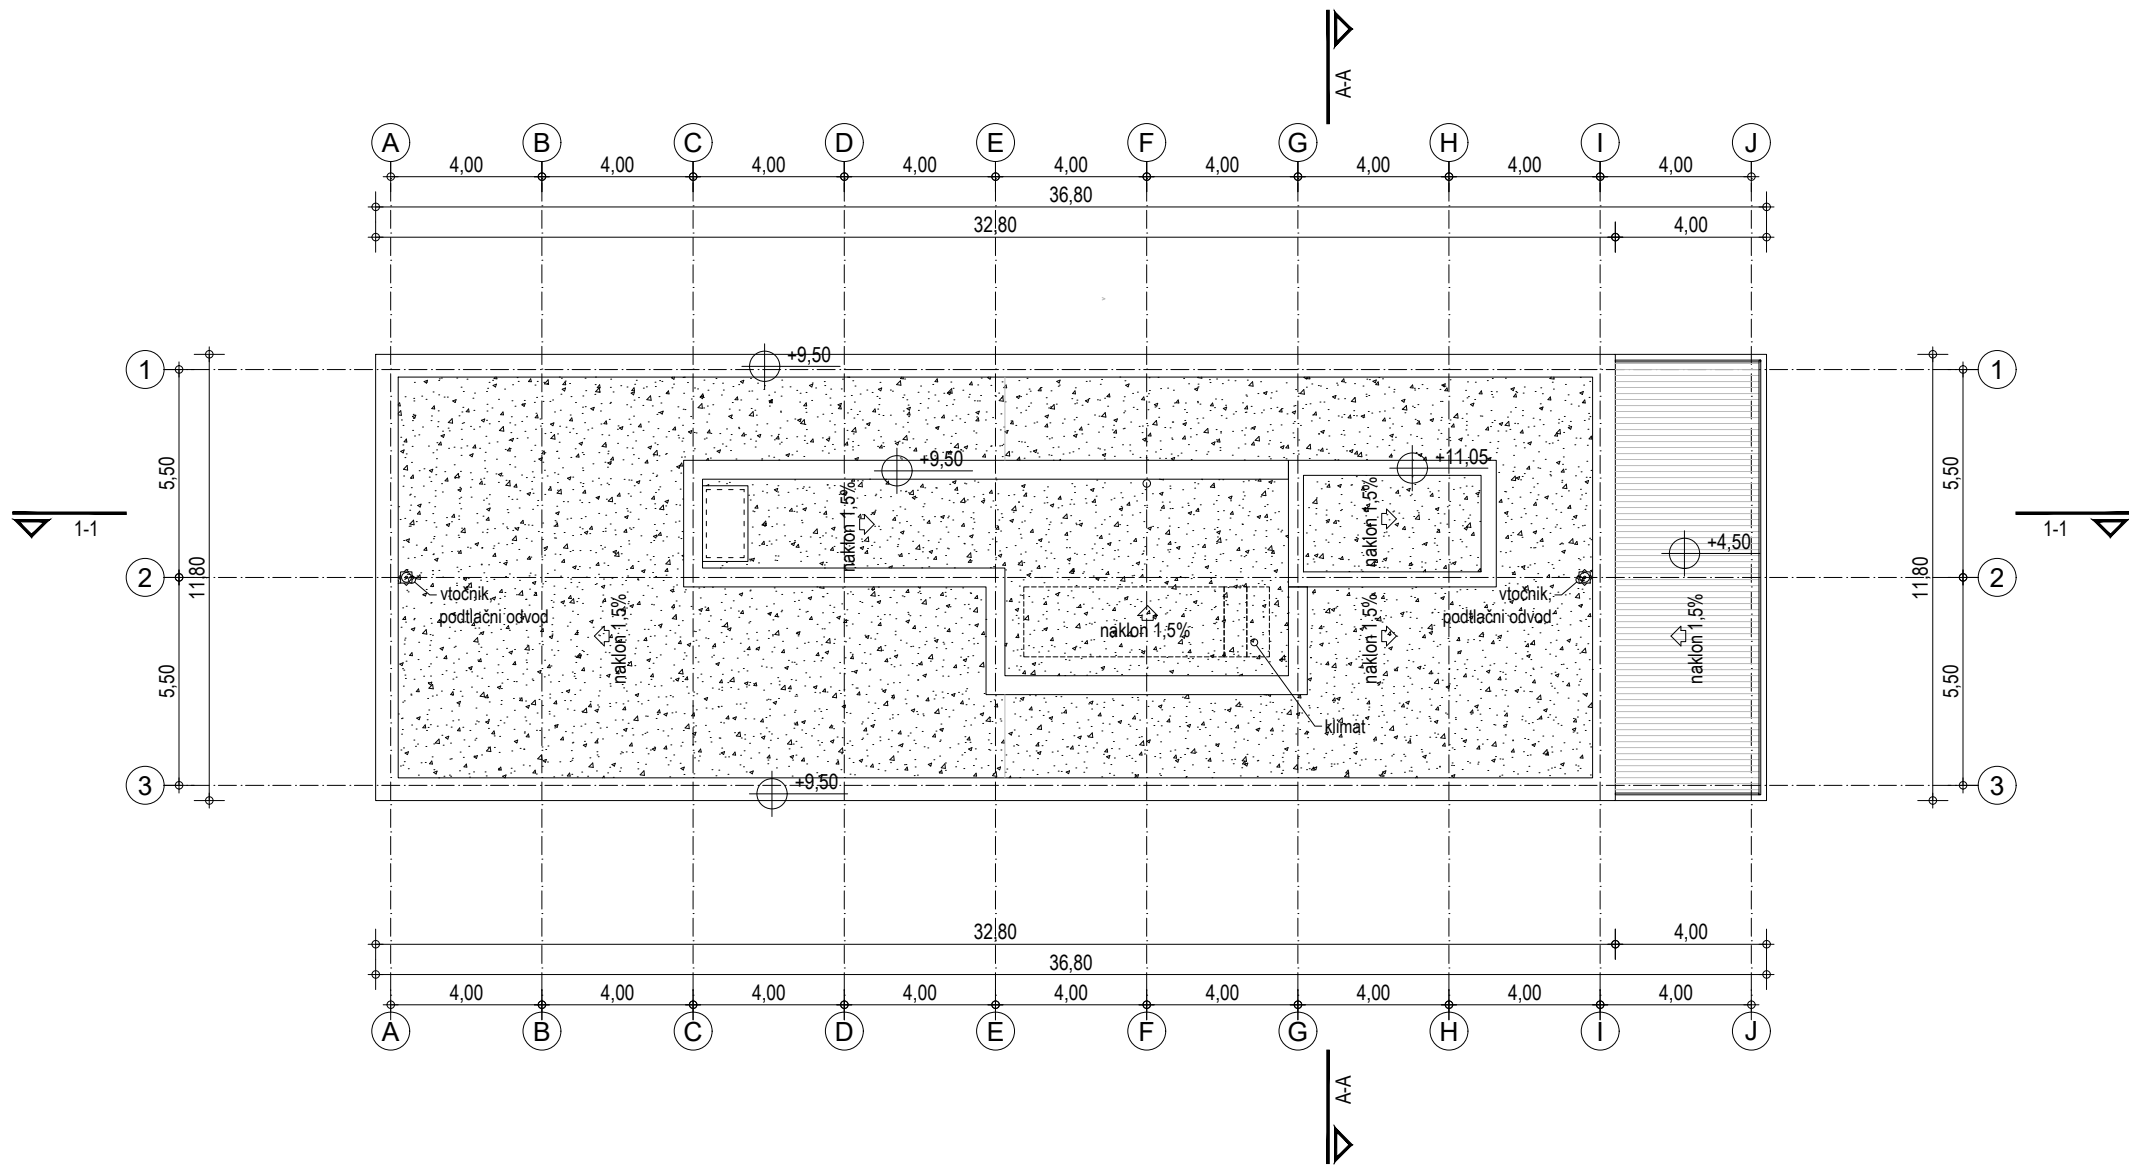 A-A
A B C D E F G H I J
4,00 4,00 4,00 4,00 4,00 4,00 4,00 4,00 4,00
36,80
32,80 4,00
+9,50
1 1
+9,50 +11,05
5,50 5,50
naklon 1,5% naklon 1,5%
1-1 1-1
+4,50
2 11,80 11,80 2
vtočnik, vtočnik,
podtlačni odvod podtlačni odvod
naklon 1,5% naklon 1,5% naklon 1,5% naklon 1,5%
5,50 5,50
klimat
+9,50
3 3
32,80 4,00
36,80
4,00 4,00 4,00 4,00 4,00 4,00 4,00 4,00 4,00
A B C D E F G H I J
A-A